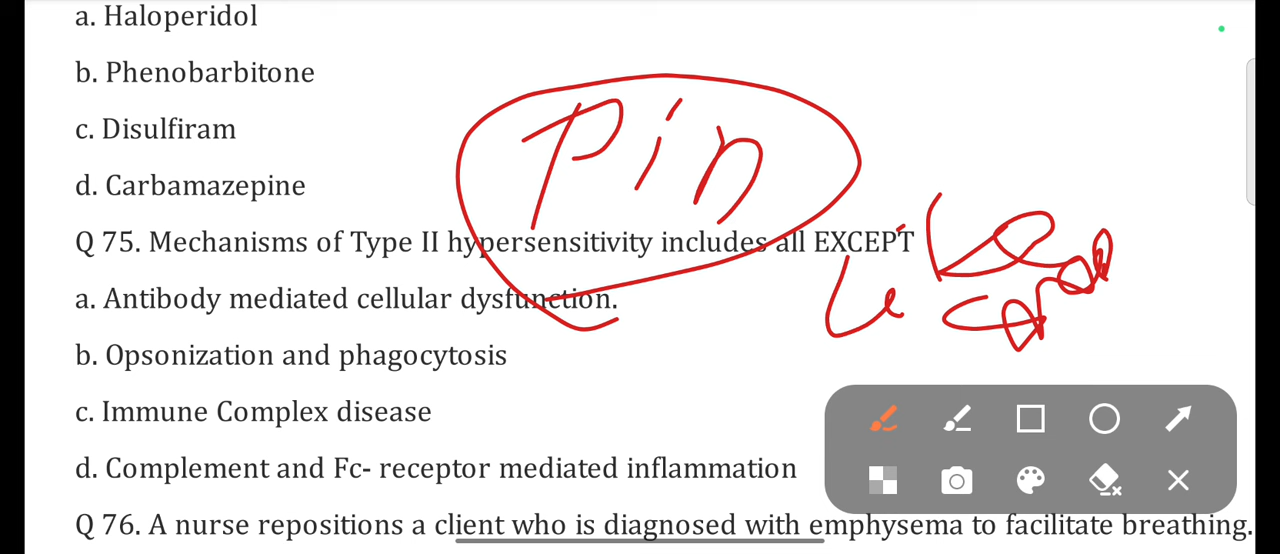 a. Haloperidol
b. Phenobarbitone
Pin
c. Disulfiram
d. Carbamazepine
Q 75. Mechanisms of Type II hypersensitivity includes all EXCEPT
a. Antibody mediated cellular dysfunction.
b. Opsonization and phagocytosis
c. Immune Complex disease
d. Complement and Fc- receptor mediated inflammation
Q 76. A nurse repositions a client who is diagnosed with emphysema to facilitate breathing.